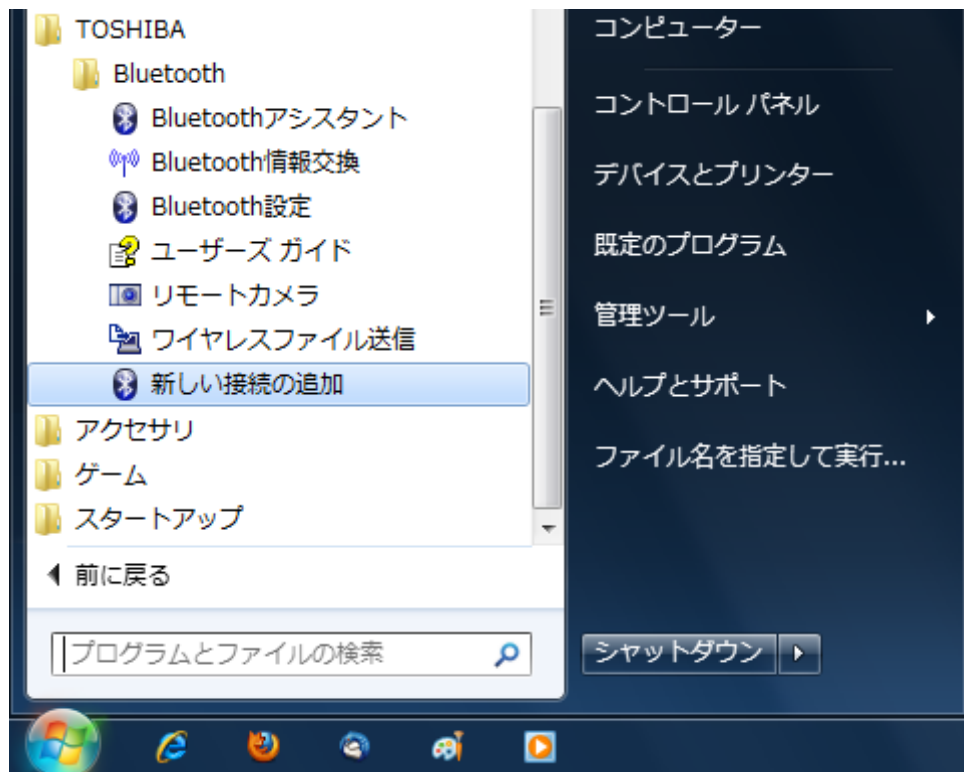 TOSHIBA
Bluetooth
Bluetoothアシスタント
Bluetooth情報交換
Bluetooth設定
ユーザーズ ガイド
リモートカメラ
ワイヤレスファイル送信
新しい接続の追加
アクセサリ
ゲーム
スタートアップ
前に戻る
プログラムとファイルの検索
コンピューター
コントロール パネル
デバイスとプリンター
既定のプログラム
管理ツール
ヘルプとサポート
ファイル名を指定して実行...
シャットダウン